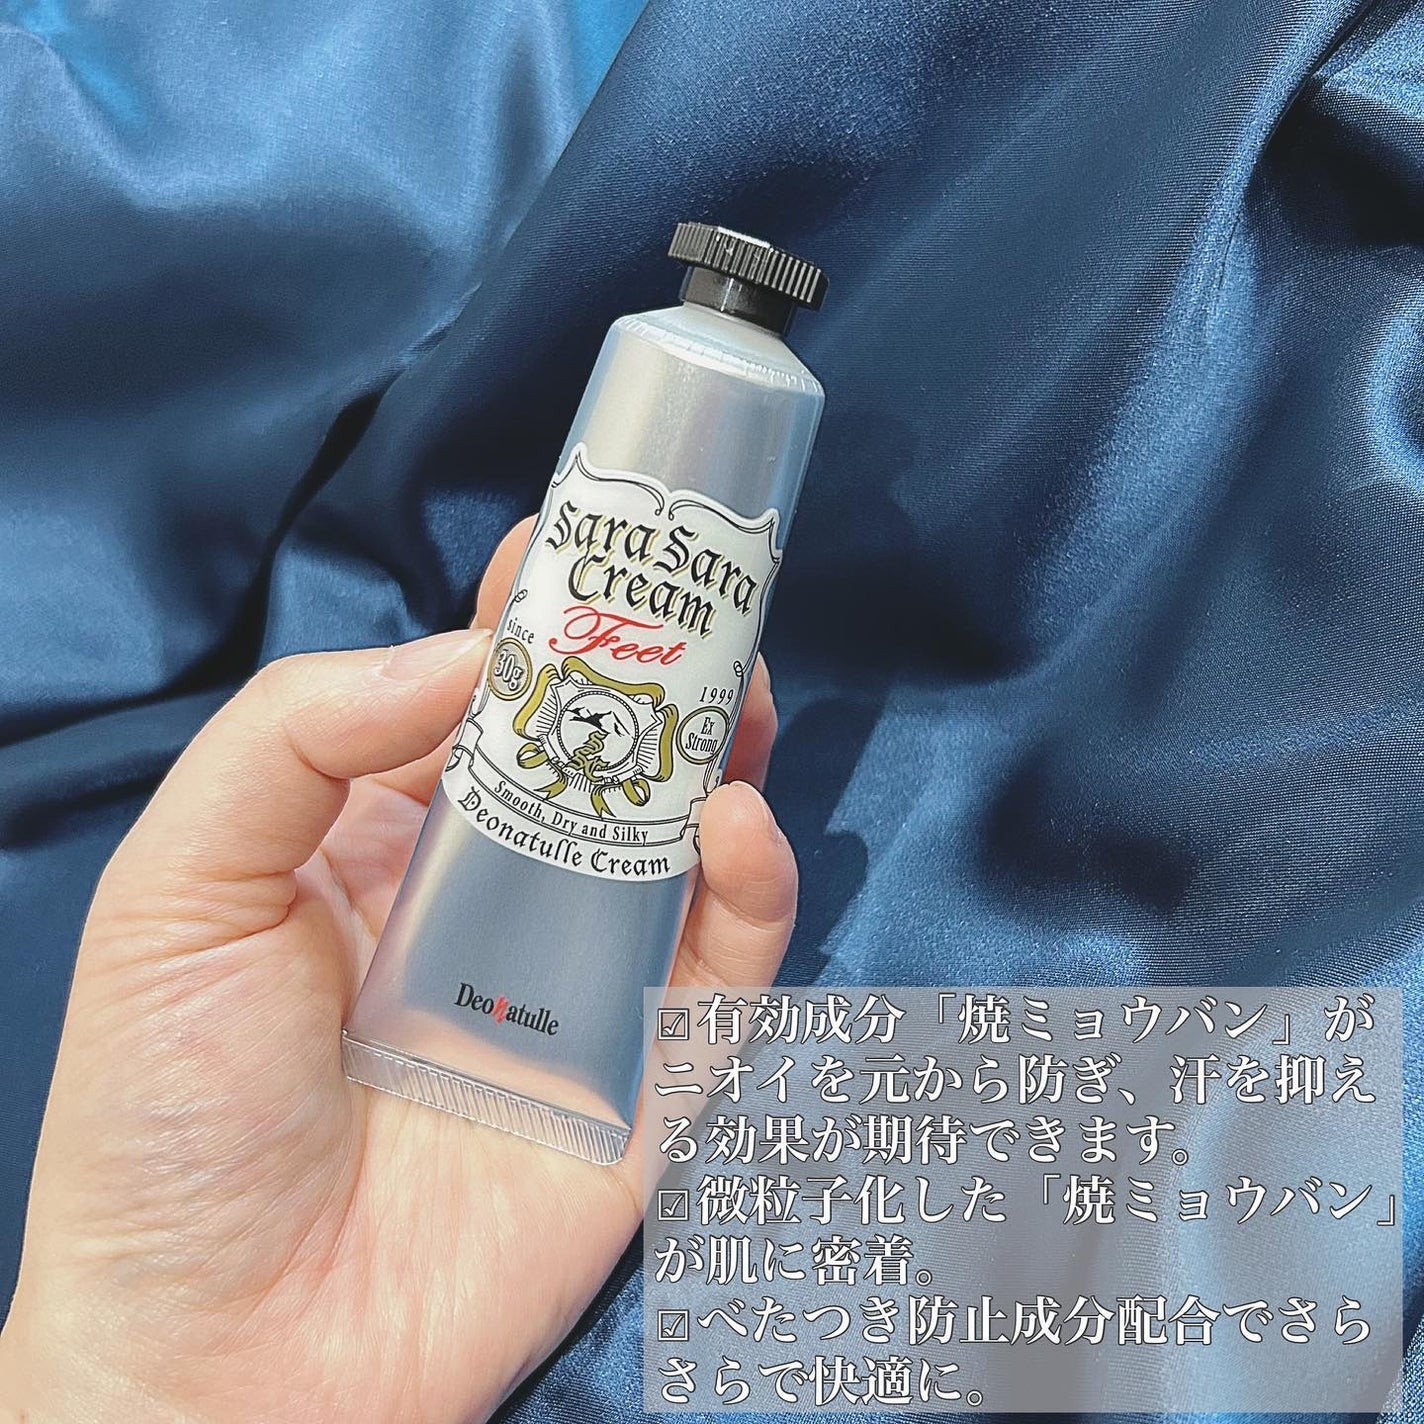 Sara Sara
Cream
Feet
since
30g
1999
Ex
Strong
Smooth, Dry and Silky
Deonatulle Cream
Deonatulle
☑有効成分「焼ミョウバン」が
ニオイを元から防ぎ、汗を抑え
る効果が期待できます。
☑微粒子化した「焼ミョウバン」
が肌に密着。
☑べたつき防止成分配合でさら
さらで快適に。